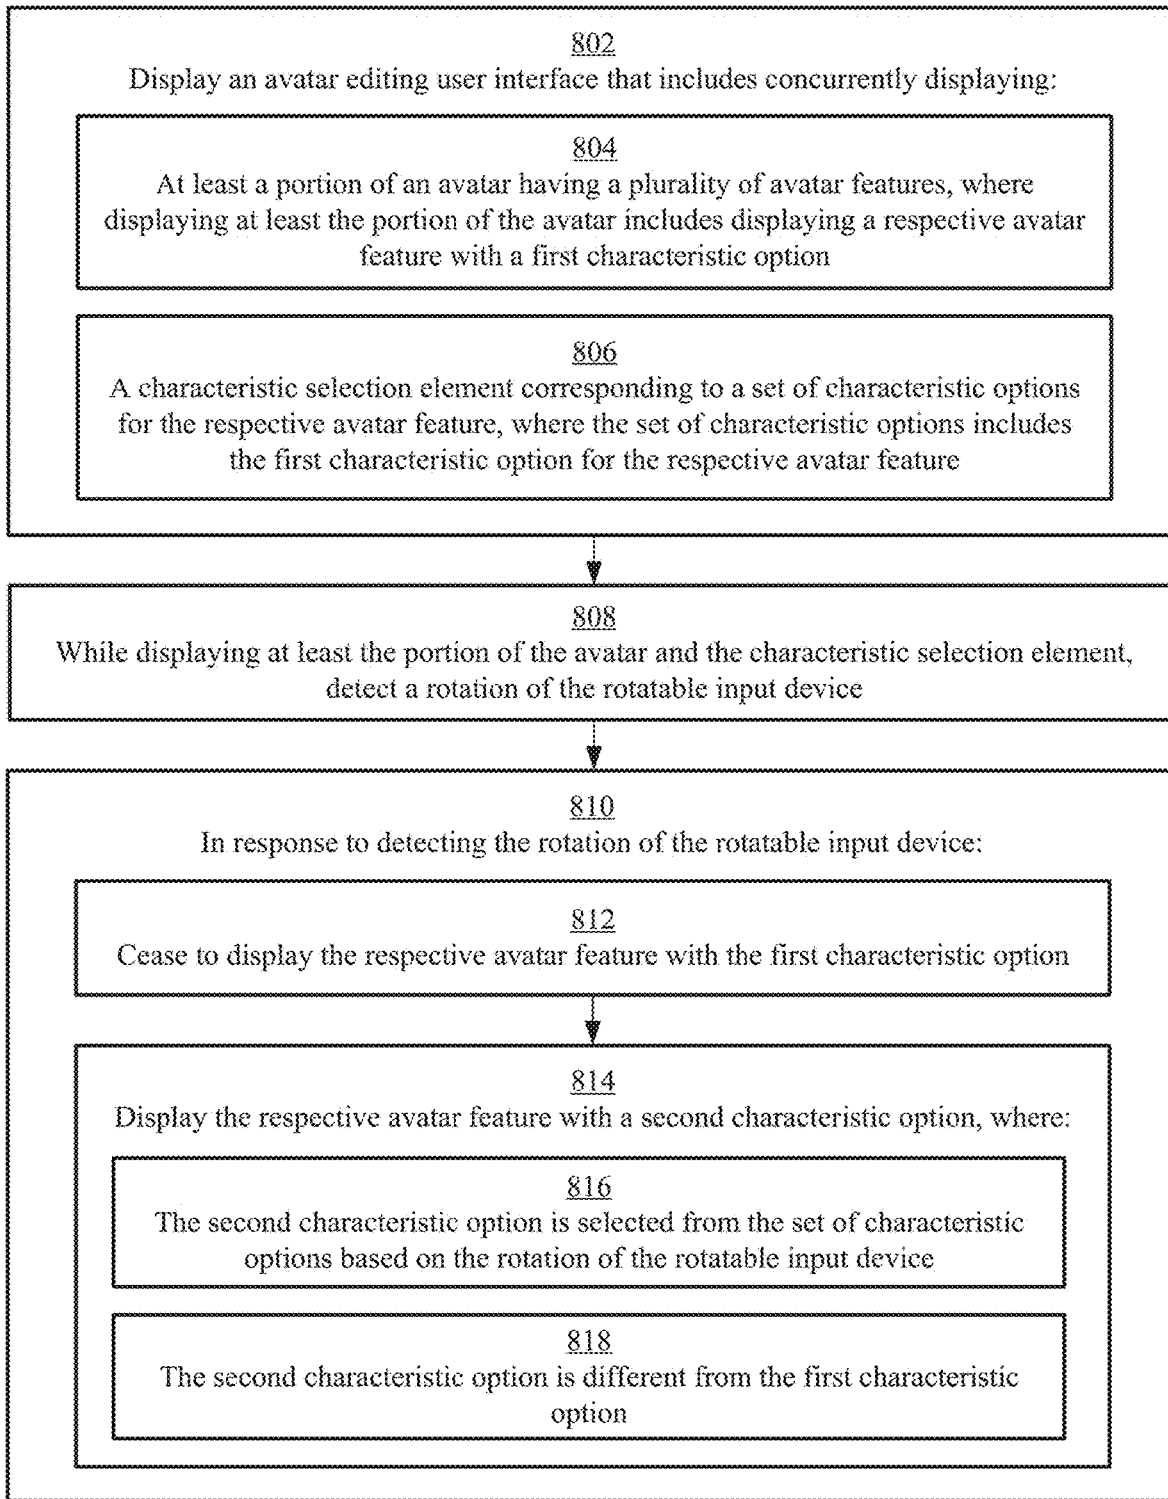 802
Display an avatar editing user interface that includes concurrently displaying:
804
At least a portion of an avatar having a plurality of avatar features, where
displaying at least the portion of the avatar includes displaying a respective avatar
feature with a first characteristic option
806
A characteristic selection element corresponding to a set of characteristic options
for the respective avatar feature, where the set of characteristic options includes
the first characteristic option for the respective avatar feature
808
While displaying at least the portion of the avatar and the characteristic selection element,
detect a rotation of the rotatable input device
810
In response to detecting the rotation of the rotatable input device:
812
Cease to display the respective avatar feature with the first characteristic option
814
Display the respective avatar feature with a second characteristic option, where:
816
The second characteristic option is selected from the set of characteristic
options based on the rotation of the rotatable input device
818
The second characteristic option is different from the first characteristic
option